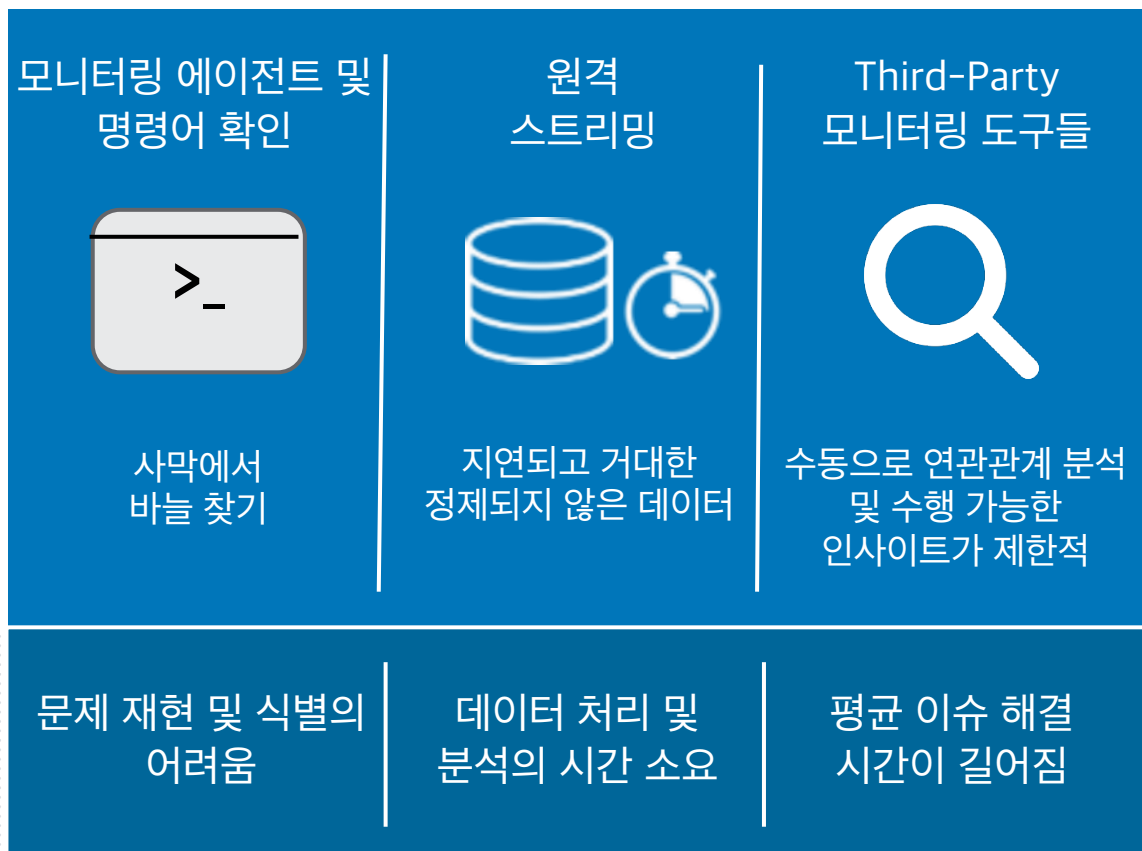 모니터링 에이전트 및
명령어 확인
>_
사막에서
바늘 찾기
원격
스트리밍
지연되고 거대한
정제되지 않은 데이터
Third-Party
모니터링 도구들
수동으로 연관관계 분석
및 수행 가능한
인사이트가 제한적
문제 재현 및 식별의
어려움
데이터 처리 및
분석의 시간 소요
평균 이슈 해결
시간이 길어짐